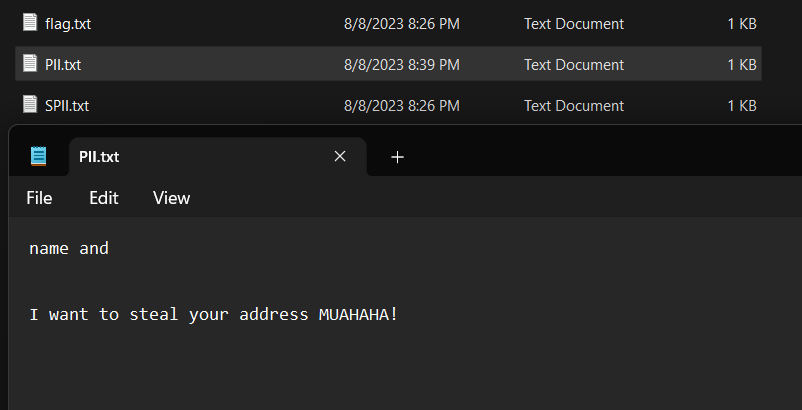 flag.txt 8/8/2023 8:26 PM Text Document 1 KB
PII.txt 8/8/2023 8:39 PM Text Document 1 KB
SPII.txt 8/8/2023 8:26 PM Text Document 1 KB
PII.txt
File Edit View
name and
I want to steal your address MUAHAHA!